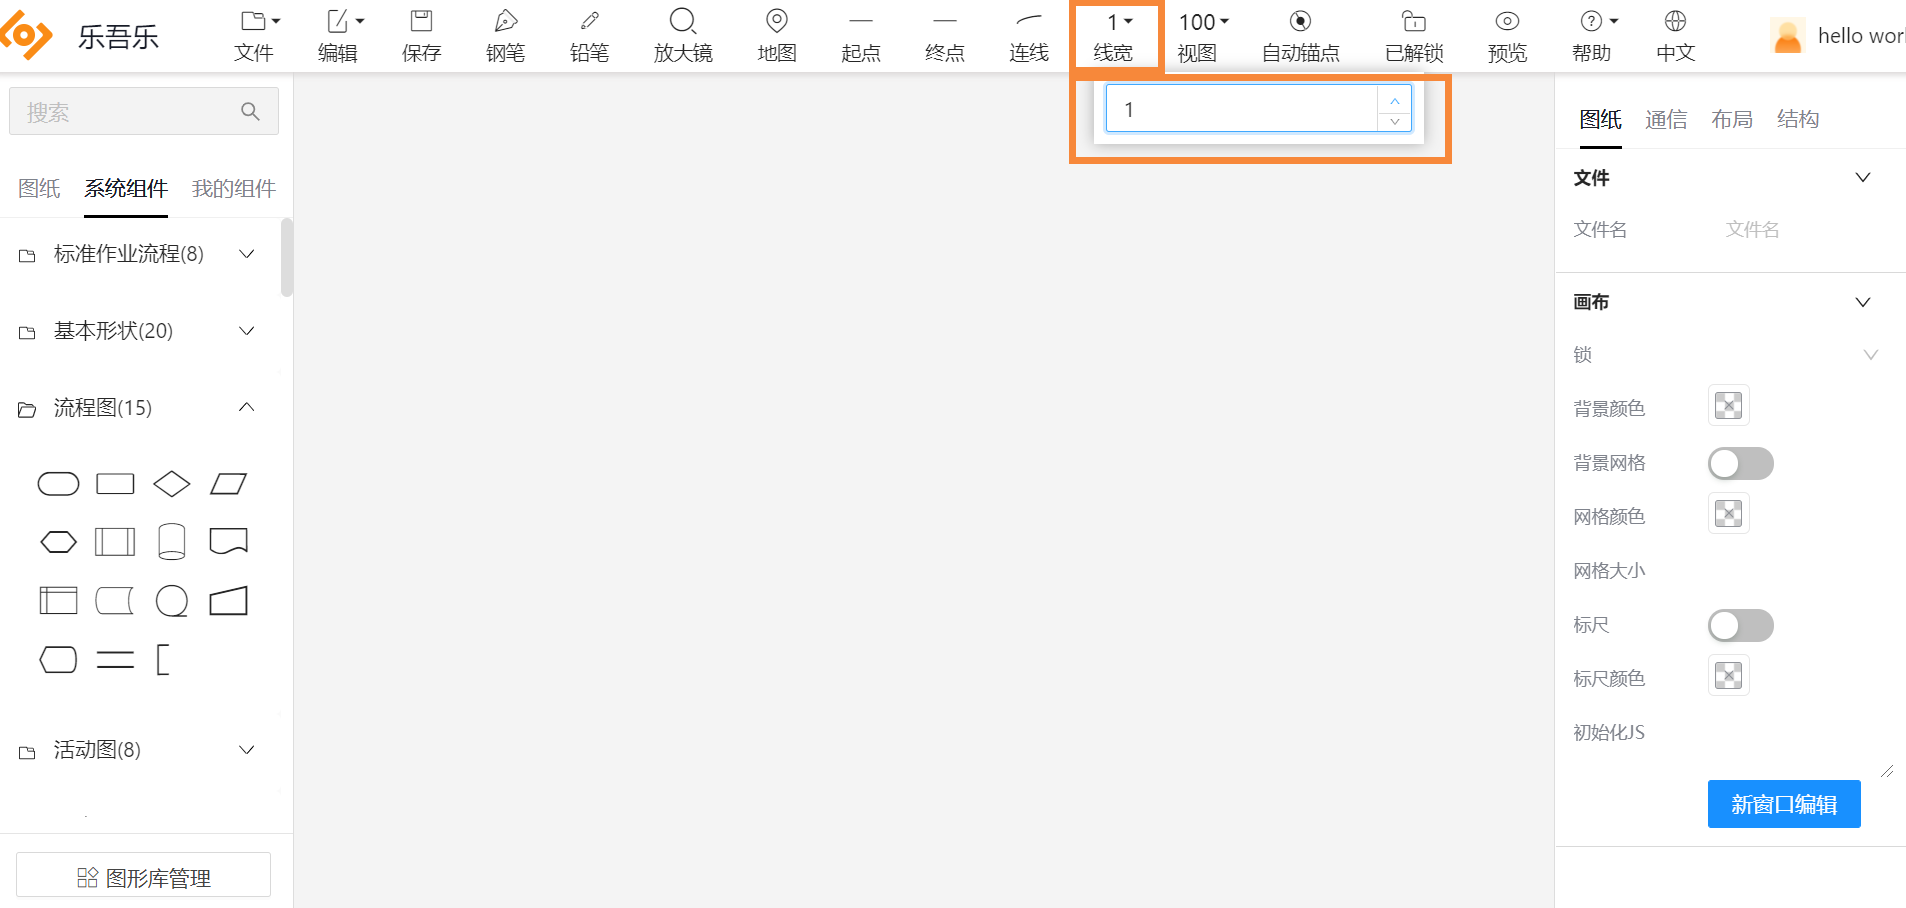 乐吾乐
文件
编辑
保存
钢笔
铅笔
放大镜
地图
起点
终点
连线
1
线宽
100
视图
自动锚点
已解锁
预览
帮助
中文
hello wor
搜索
图纸 系统组件 我的组件
标准作业流程(8)
基本形状(20)
流程图(15)
活动图(8)
图形库管理
1
图纸 通信 布局 结构
文件
文件名 文件名
画布
锁
背景颜色
背景网格
网格颜色
网格大小
标尺
标尺颜色
初始化JS
新窗口编辑